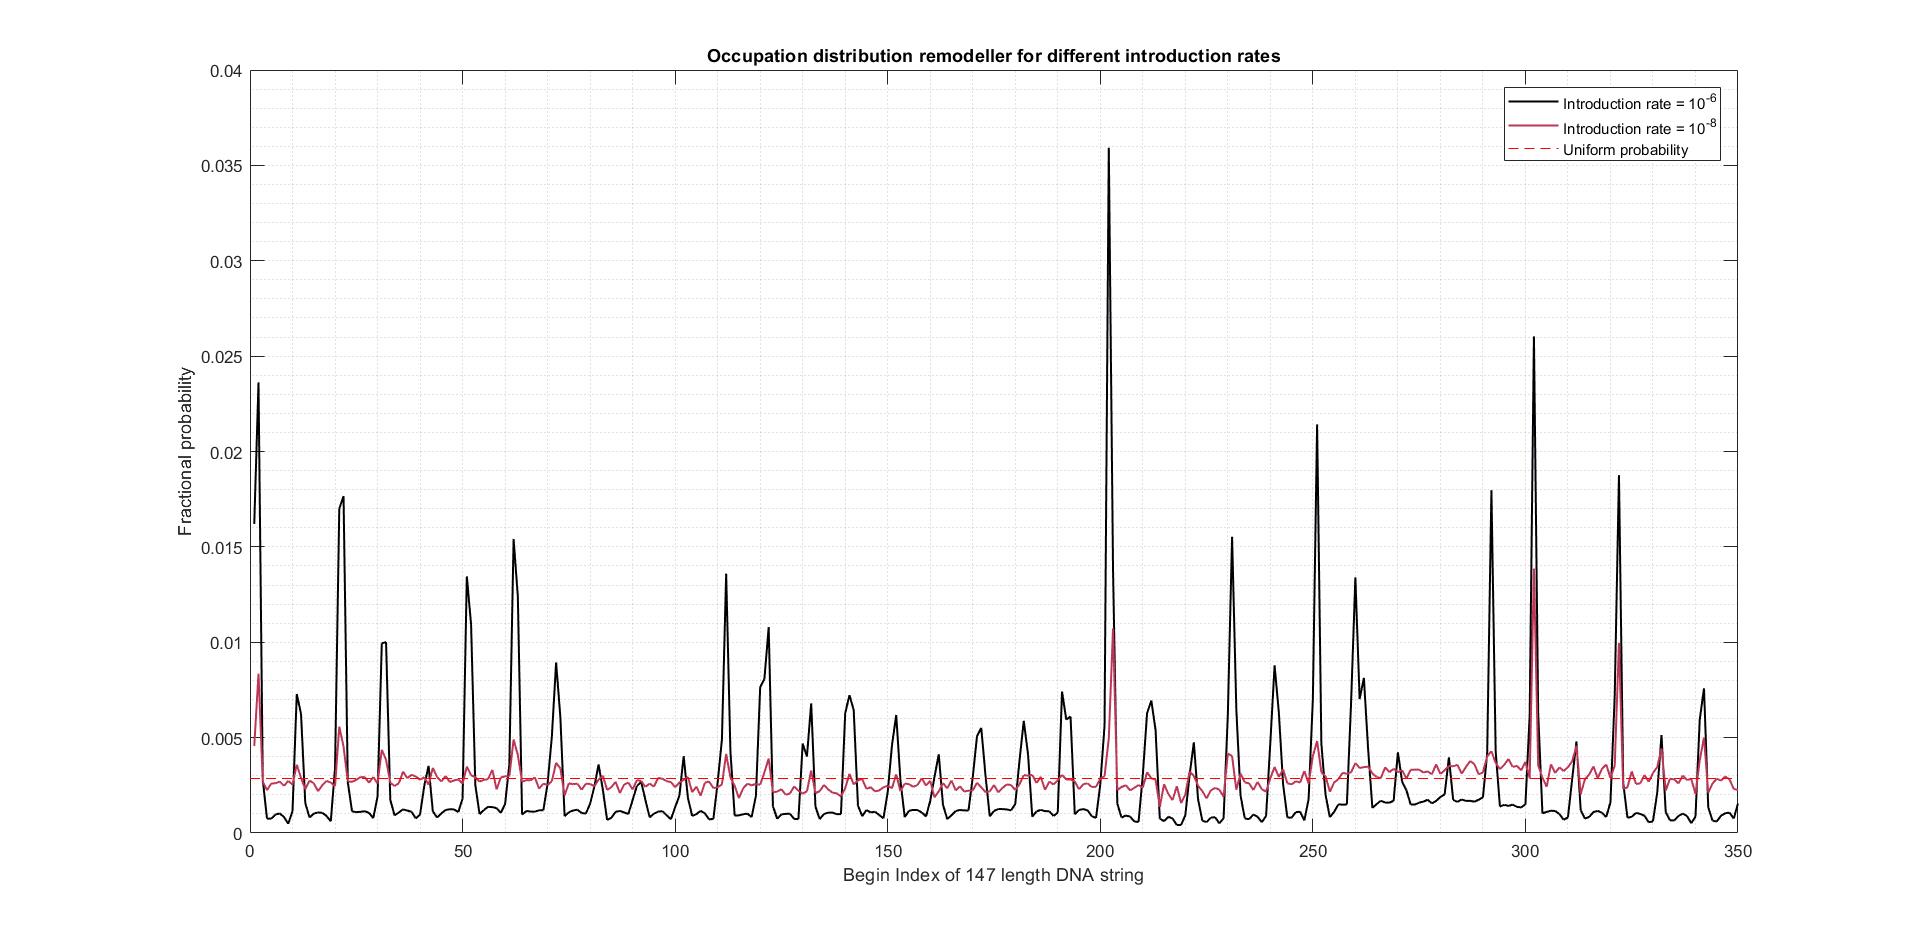 Occupation distribution remodeller for different introduction rates
0.04
0.035
0.03
0.025
0.02
0.015
0.01
0.005
0
Fractional probability
Introduction rate = 10^-6
Introduction rate = 10^-8
Uniform probability
0 50 100 150 200 250 300 350
Begin Index of 147 length DNA string